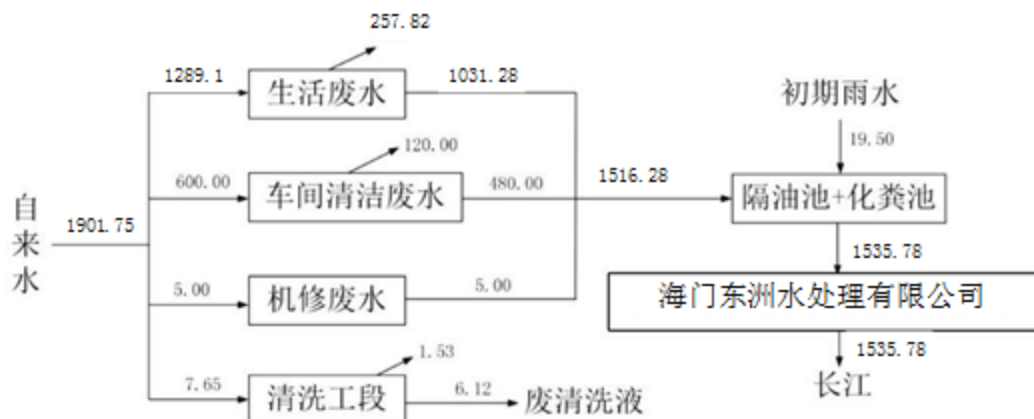 257.82
1289.1
生活废水
1031.28
初期雨水
19.50
120.00
600.00
车间清洁废水
480.00
1516.28
隔油池+化粪池
自来水
1901.75
1535.78
5.00
机修废水
5.00
海门东洲水处理有限公司
1535.78
长江
1.53
7.65
清洗工段
6.12
废清洗液